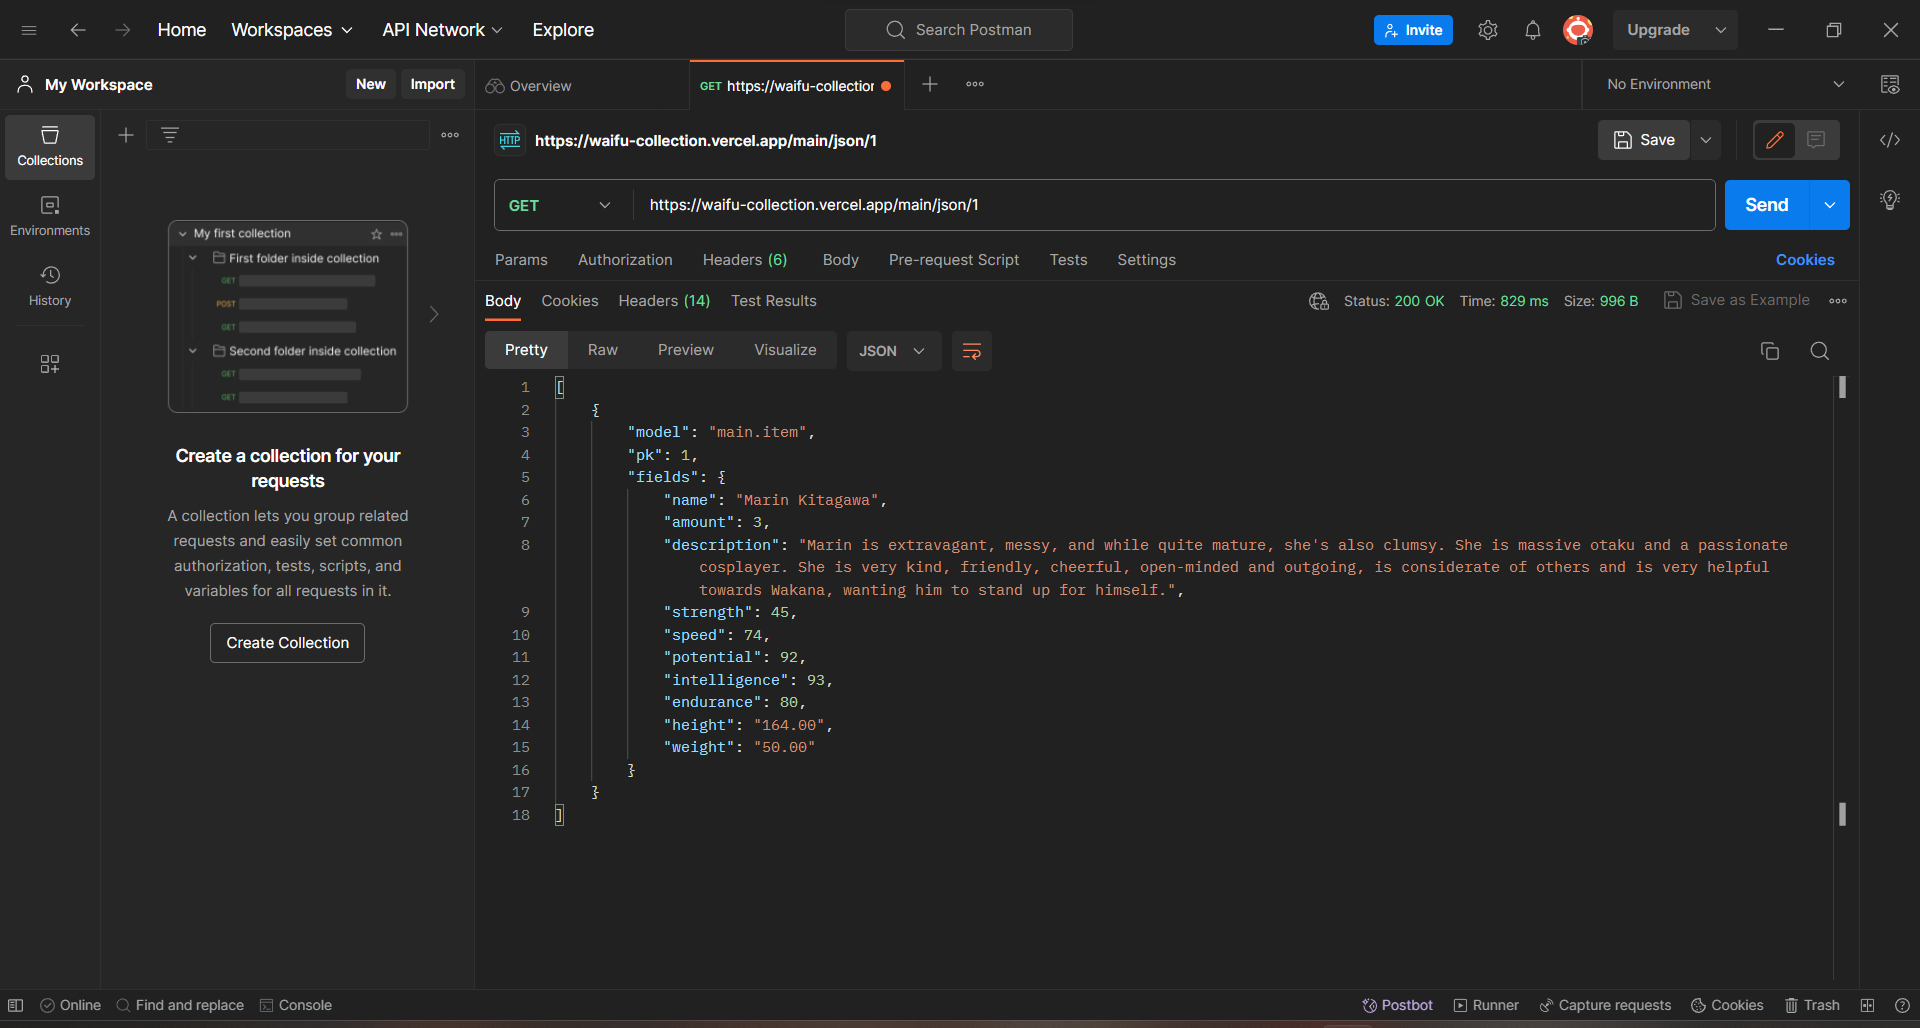 Home Workspaces API Network Explore Search Postman Invite Upgrade
My Workspace New Import Overview GET https://waifu-collection No Environment
Collections
Environments
History
My first collection
First folder inside collection
GET
POST
GET
Second folder inside collection
GET
GET
Create a collection for your
requests
A collection lets you group related
requests and easily set common
authorization, tests, scripts, and
variables for all requests in it.
Create Collection
HTTP https://waifu-collection.vercel.app/main/json/1 Save
GET https://waifu-collection.vercel.app/main/json/1 Send
Params Authorization Headers (6) Body Pre-request Script Tests Settings Cookies
Body Cookies Headers (14) Test Results Status: 200 OK Time: 829 ms Size: 996 B Save as Example
Pretty Raw Preview Visualize JSON
1 [
2 {
3 "model": "main.item",
4 "pk": 1,
5 "fields": {
6 "name": "Marin Kitagawa",
7 "amount": 3,
8 "description": "Marin is extravagant, messy, and while quite mature, she's also clumsy. She is massive otaku and a passionate
cosplayer. She is very kind, friendly, cheerful, open-minded and outgoing, is considerate of others and is very helpful
towards Wakana, wanting him to stand up for himself.",
9 "strength": 45,
10 "speed": 74,
11 "potential": 92,
12 "intelligence": 93,
13 "endurance": 80,
14 "height": "164.00",
15 "weight": "50.00"
16 }
17 }
18 ]
Online Find and replace Console Postbot Runner Capture requests Cookies Trash